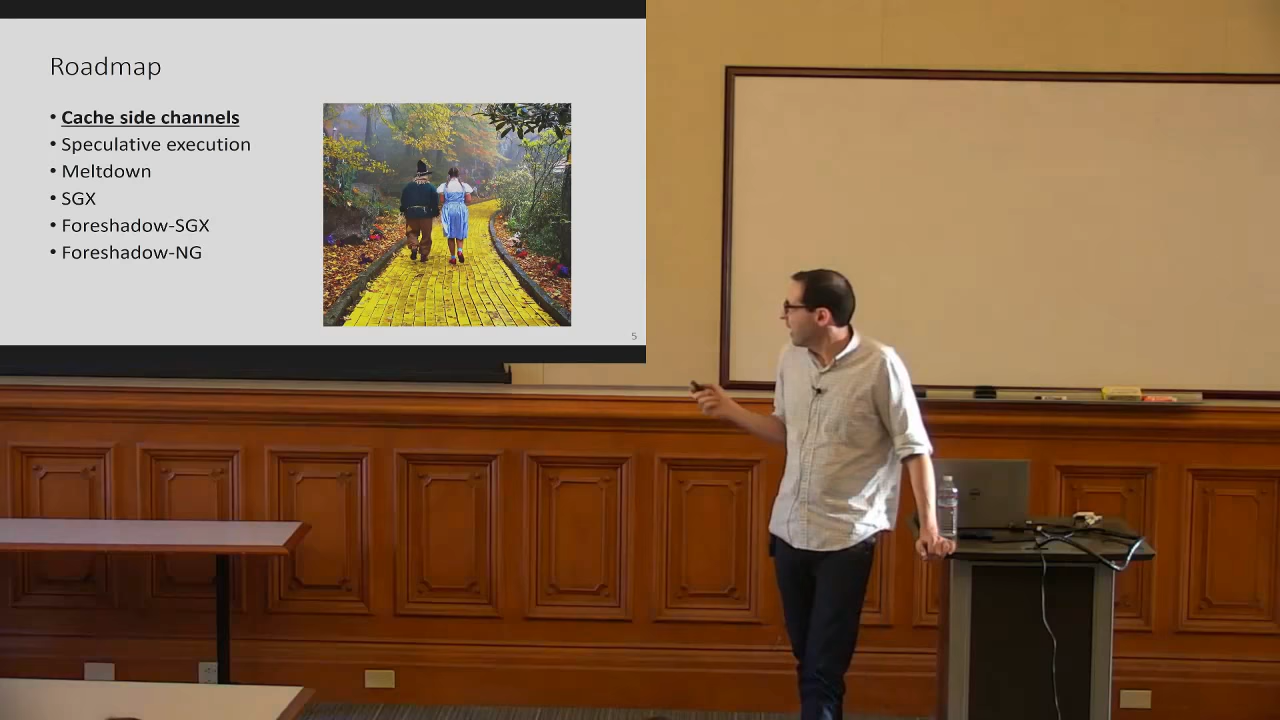 Roadmap
• Cache side channels
• Speculative execution
• Meltdown
• SGX
• Foreshadow-SGX
• Foreshadow-NG
5